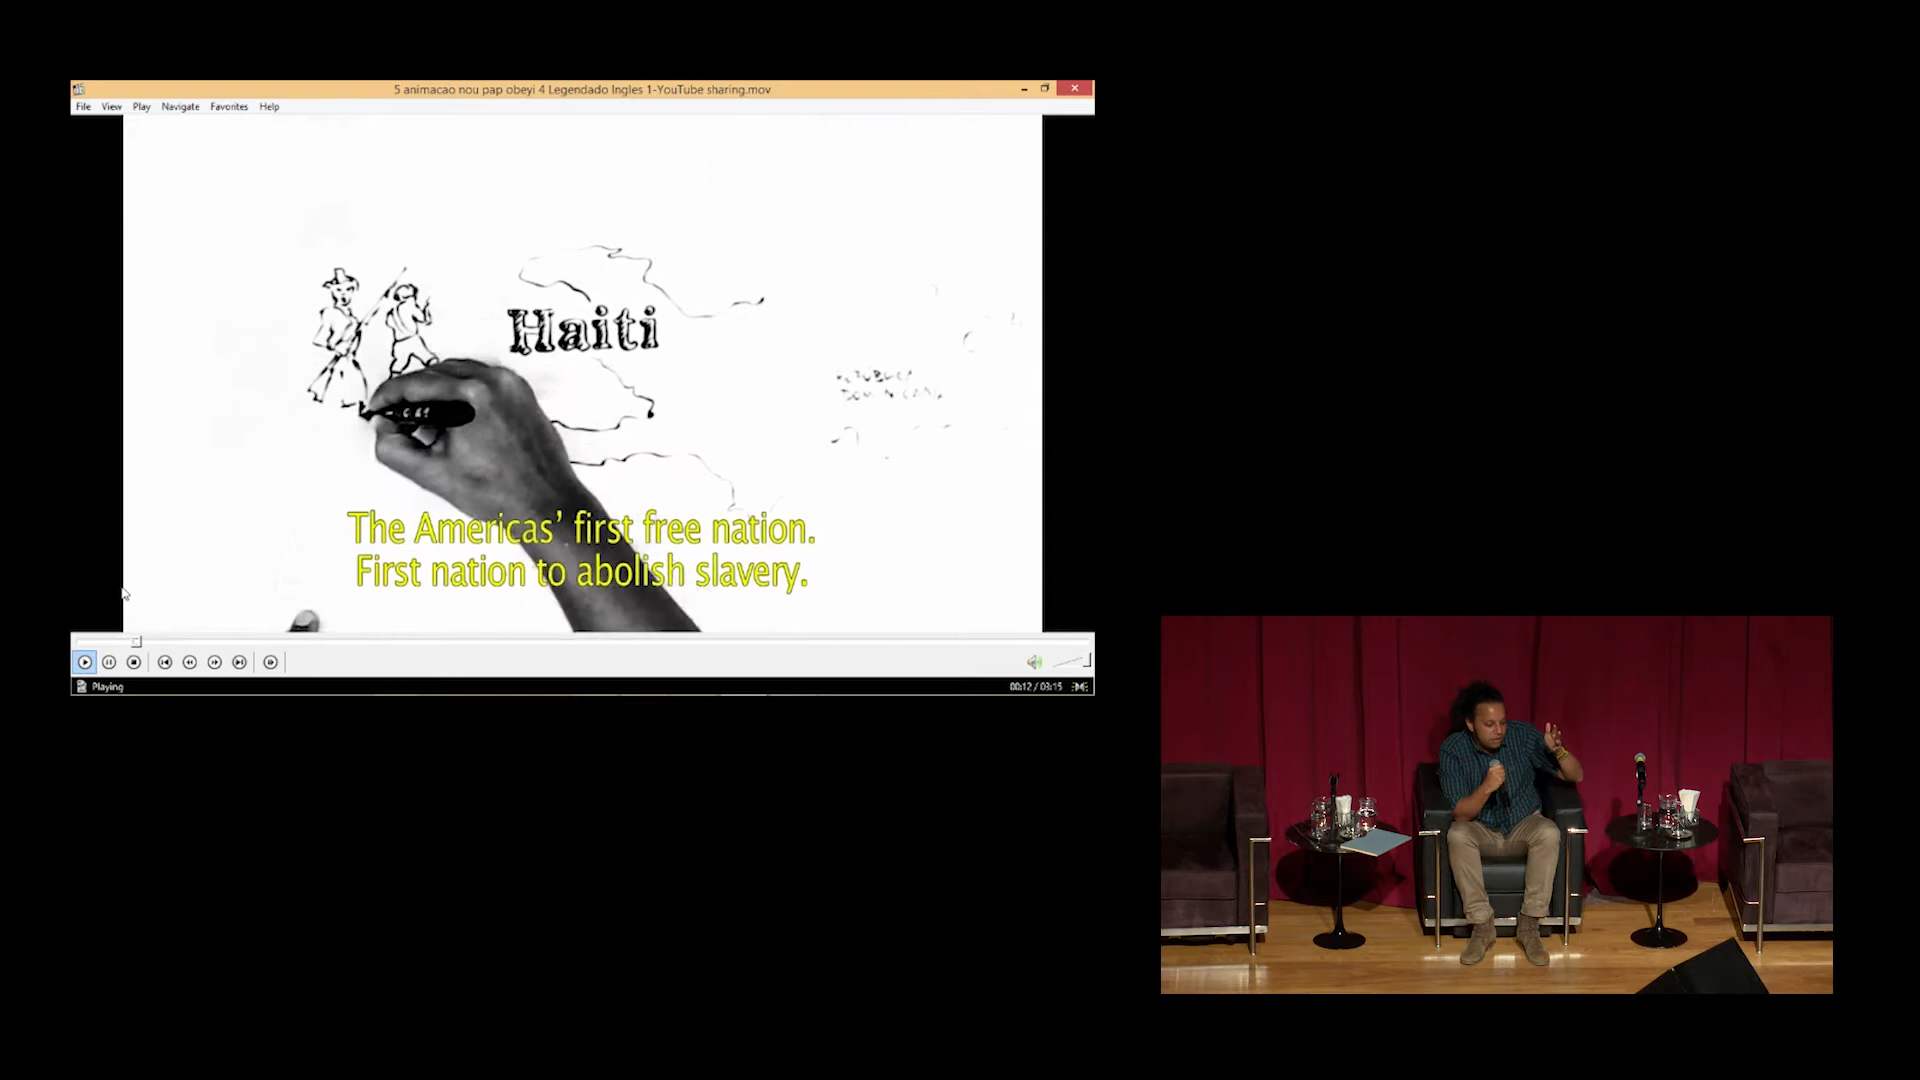 5 animacao nou pap obeyi 4 Legendado Ingles 1-YouTube sharing.mov
File View Play Navigate Favorites Help
Haiti
The Americas' first free nation.
First nation to abolish slavery.
Playing
00:12 / 03:15